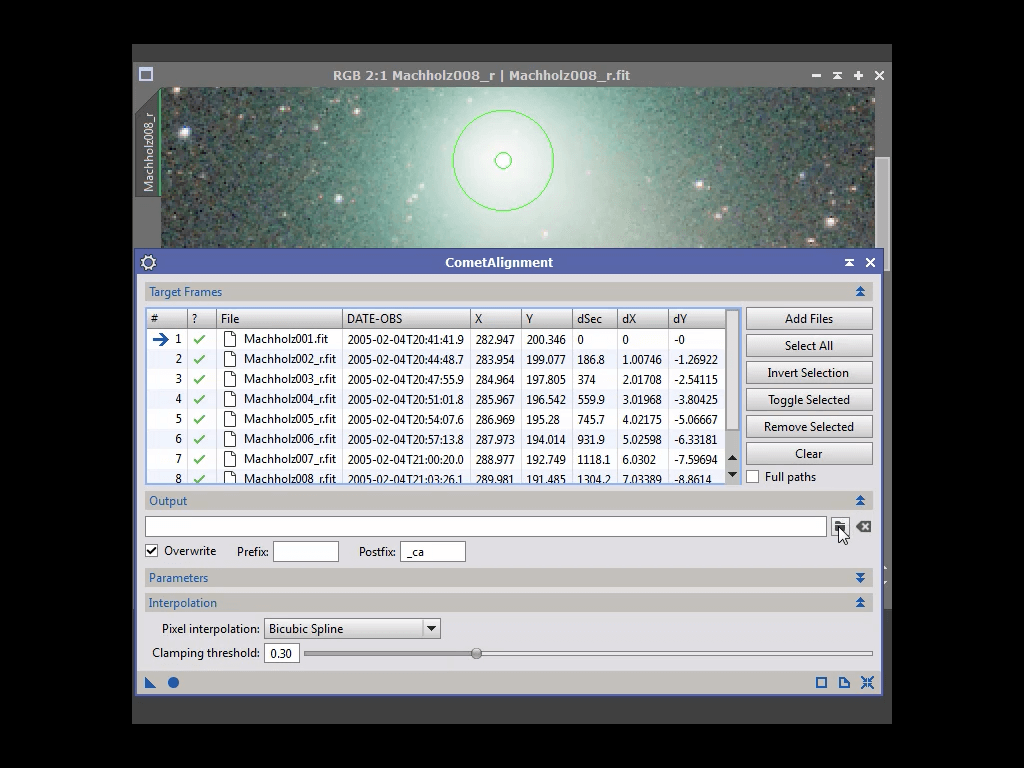 RGB 2:1 Machholz008_r | Machholz008_r.fit
Machholz008_r
CometAlignment
Target Frames
# ? File DATE-OBS X Y dSec dX dY
1 Machholz001.fit 2005-02-04T20:41:41.9 282.947 200.346 0 0 -0
2 Machholz002_r.fit 2005-02-04T20:44:48.7 283.954 199.077 186.8 1.00746 -1.26922
3 Machholz003_r.fit 2005-02-04T20:47:55.9 284.964 197.805 374 2.01708 -2.54115
4 Machholz004_r.fit 2005-02-04T20:51:01.8 285.967 196.542 559.9 3.01968 -3.80425
5 Machholz005_r.fit 2005-02-04T20:54:07.6 286.969 195.28 745.7 4.02175 -5.06667
6 Machholz006_r.fit 2005-02-04T20:57:13.8 287.973 194.014 931.9 5.02598 -6.33181
7 Machholz007_r.fit 2005-02-04T21:00:20.0 288.977 192.749 1118.1 6.0302 -7.59694
8 Machholz008_r.fit 2005-02-04T21:03:26.1 289.981 191.485 1304.2 7.03389 -8.8614
Add Files
Select All
Invert Selection
Toggle Selected
Remove Selected
Clear
Full paths
Output
Overwrite Prefix: Postfix: _ca
Parameters
Interpolation
Pixel interpolation: Bicubic Spline
Clamping threshold: 0.30